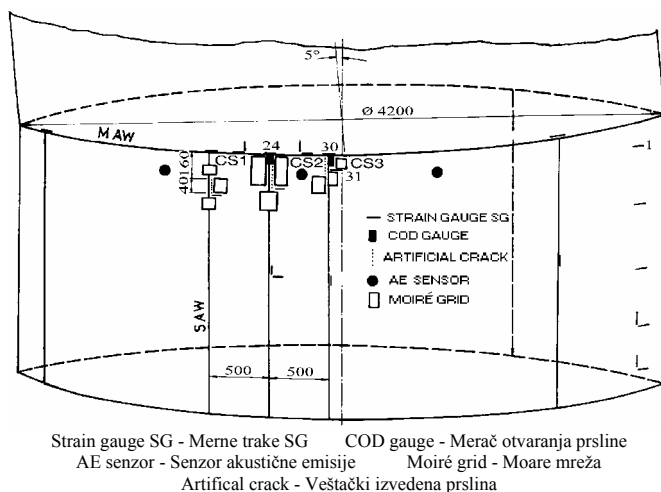 5°
Ø 4200
MAW
24 30
CS1 CS2 CS3
31
40160
1
STRAIN GAUGE SG
COD GAUGE
ARTIFICIAL CRACK
AE SENSOR
MOIRÉ GRID
SAW
500 500
Strain gauge SG - Merne trake SG COD gauge - Merač otvaranja prsline
AE senzor - Senzor akustične emisije Moiré grid - Moare mreža
Artifical crack - Veštački izvedena prslina